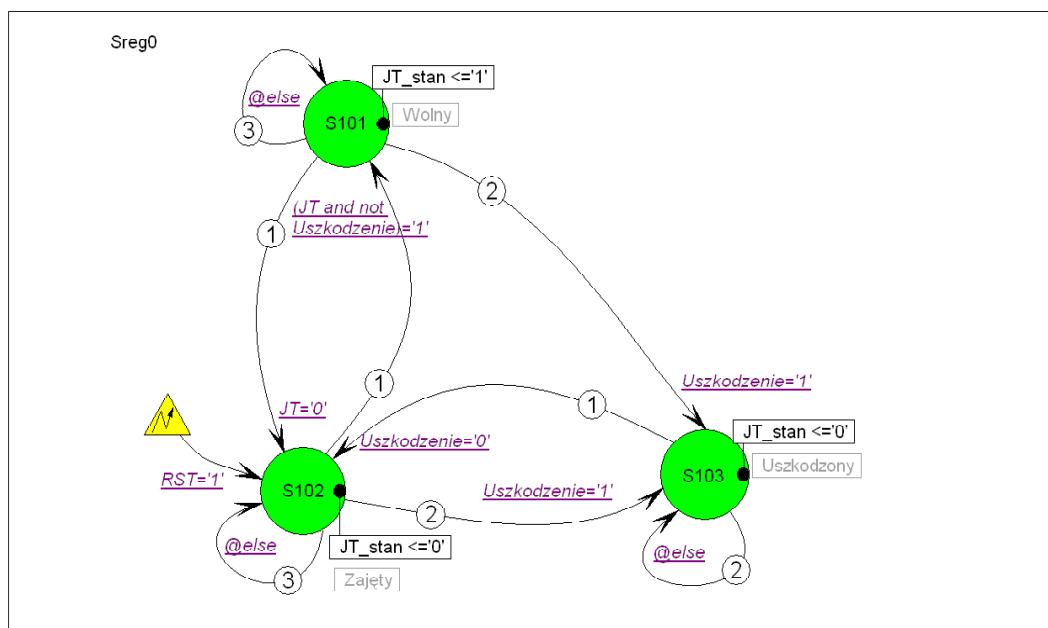 Sreg0
JT_stan <='1'
@else
Wolny
S101
3
2
(JT and not
Uszkodzenie)='1'
1
1
Uszkodzenie='1'
1
JT='0'
Uszkodzenie='0'
JT_stan <='0'
RST='1'
S102
Uszkodzenie='1'
S103
Uszkodzony
2
@else
JT_stan <='0'
@else
3
Zajęty
2